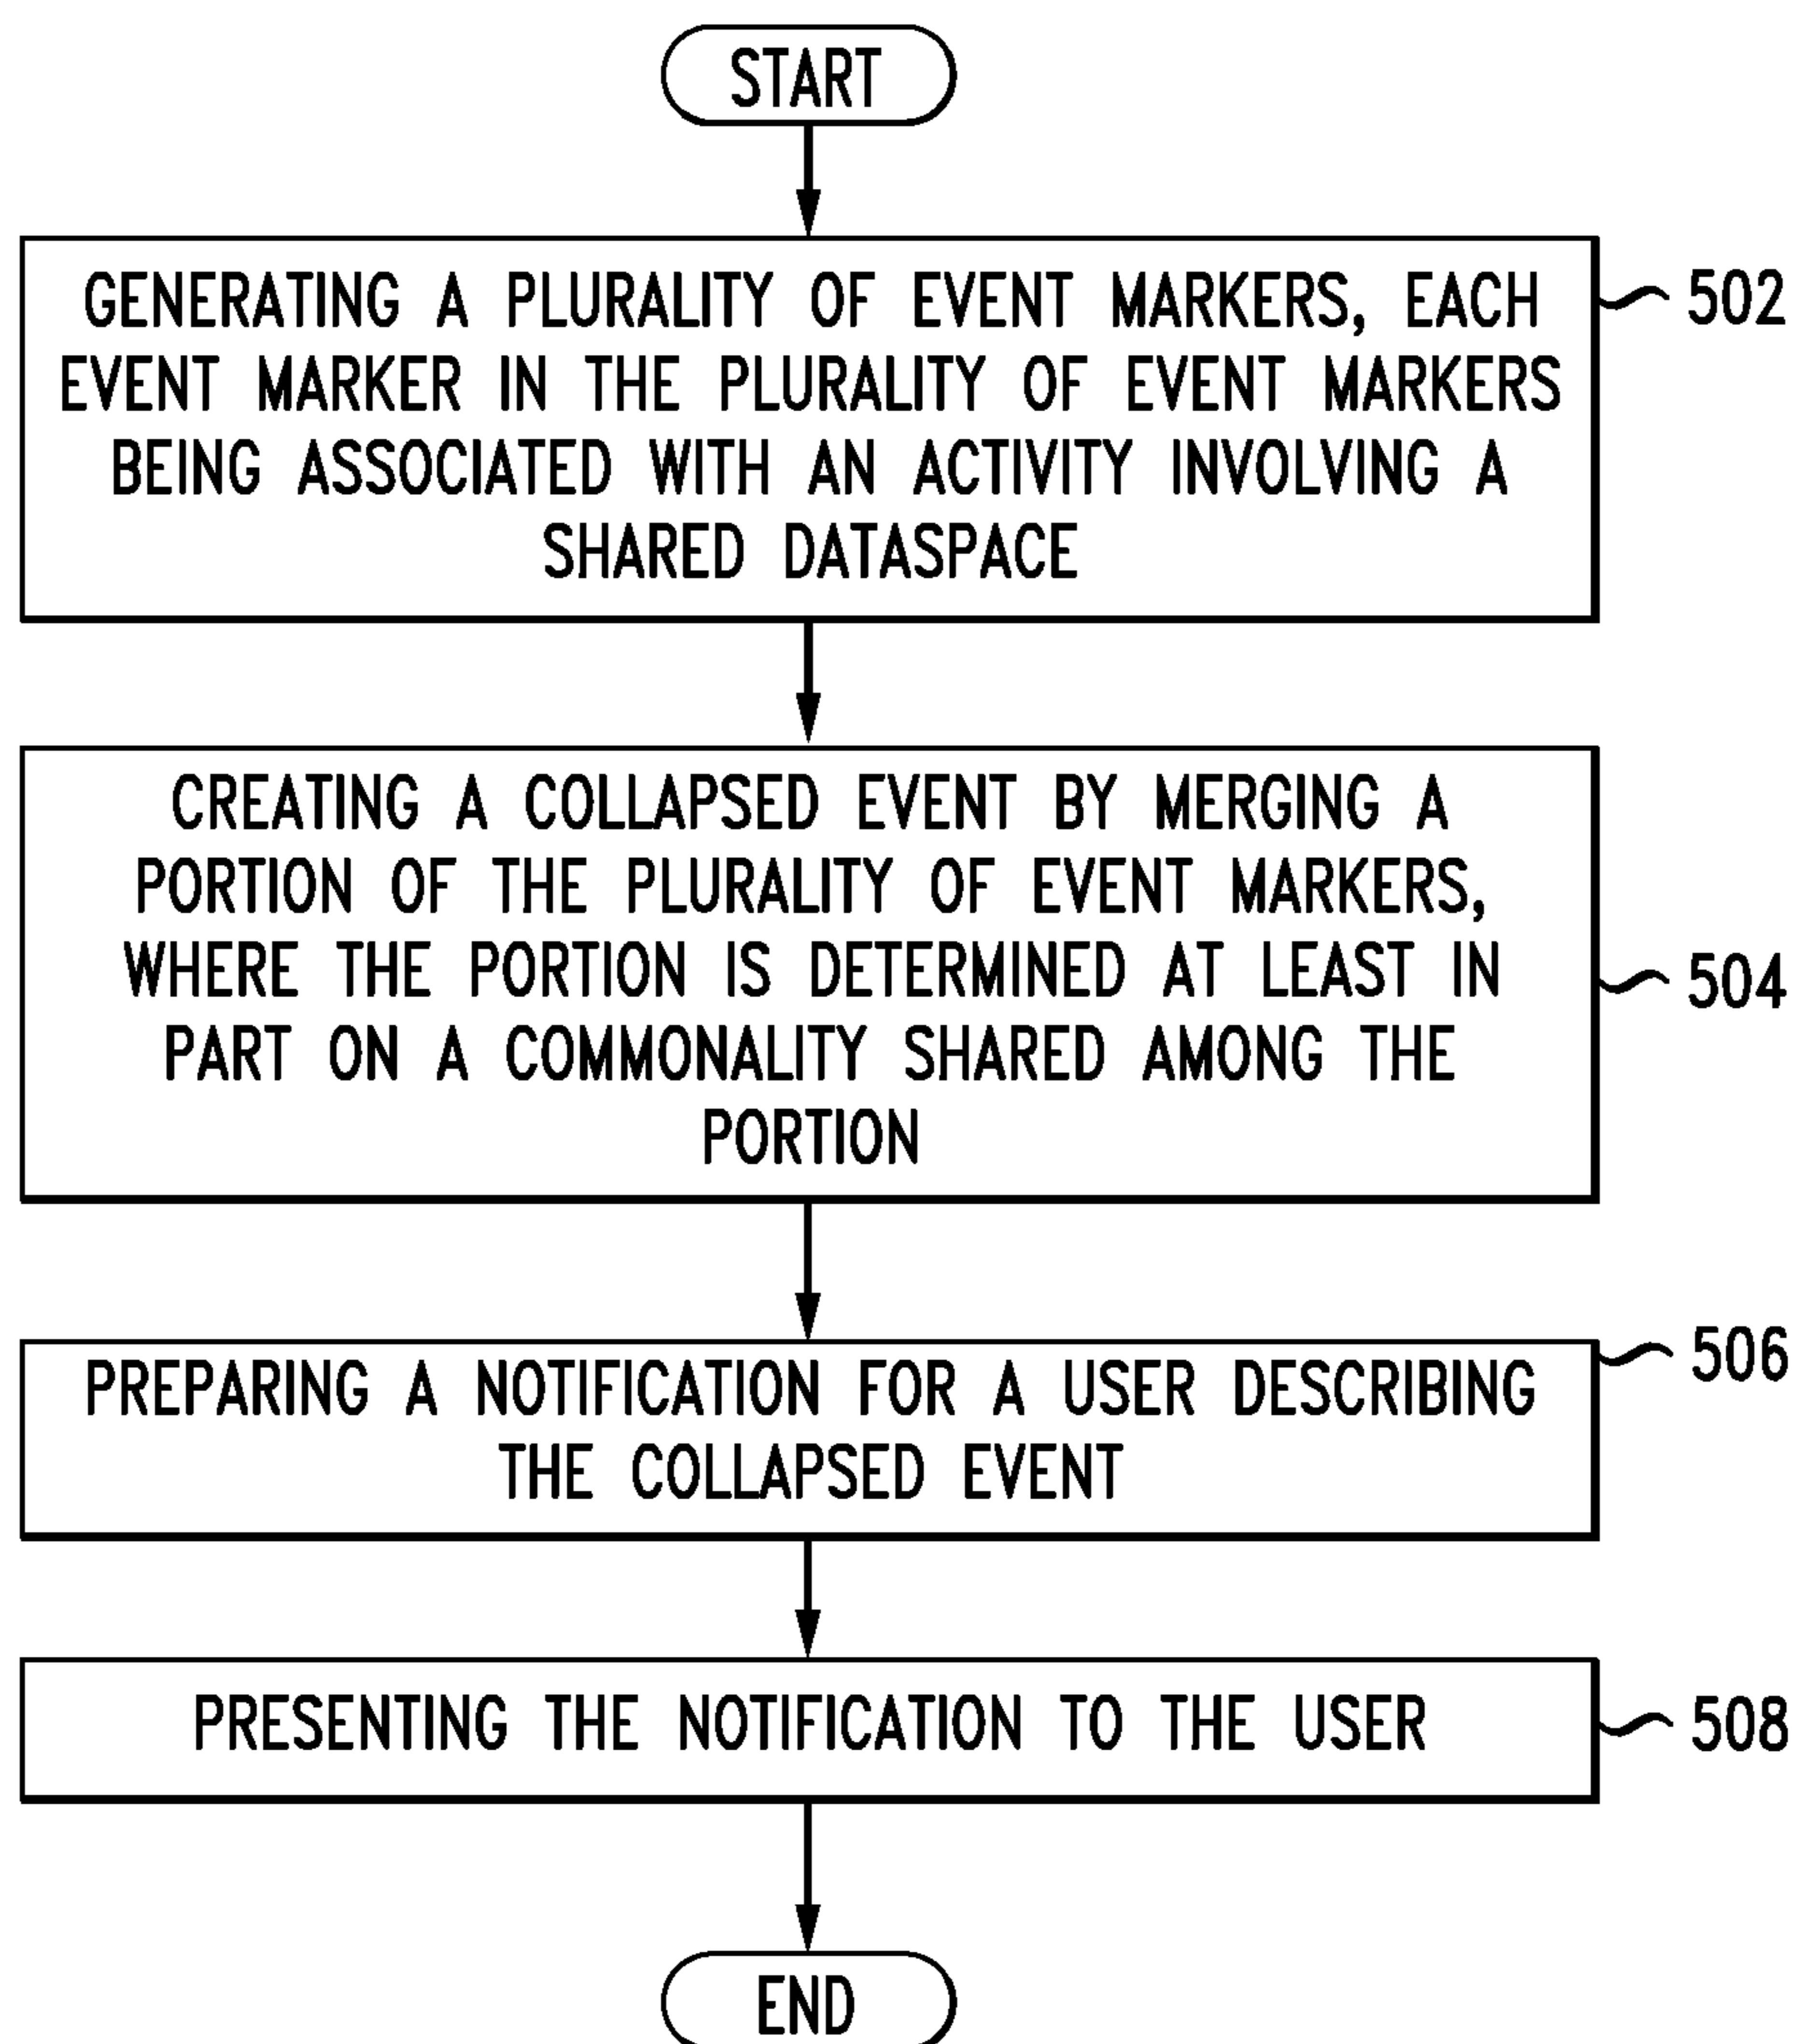 START
GENERATING A PLURALITY OF EVENT MARKERS, EACH
EVENT MARKER IN THE PLURALITY OF EVENT MARKERS
BEING ASSOCIATED WITH AN ACTIVITY INVOLVING A
SHARED DATASPACE
502
CREATING A COLLAPSED EVENT BY MERGING A
PORTION OF THE PLURALITY OF EVENT MARKERS,
WHERE THE PORTION IS DETERMINED AT LEAST IN
PART ON A COMMONALITY SHARED AMONG THE
PORTION
504
PREPARING A NOTIFICATION FOR A USER DESCRIBING
THE COLLAPSED EVENT
506
PRESENTING THE NOTIFICATION TO THE USER
508
END